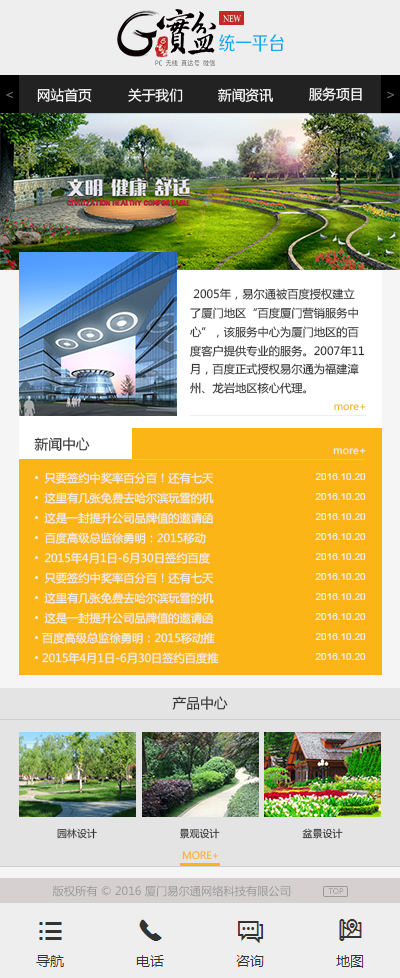 G 實盆
NEW
统一平台
PC 无线 直达号 微信
< 网站首页 关于我们 新闻资讯 服务项目 >
文明 健康 舒适
CIVILIZATION HEALTHY COMFORTABLE
2005年，易尔通被百度授权建立
了厦门地区“百度厦门营销服务中
心”，该服务中心为厦门地区的百
度客户提供专业的服务。2007年11
月，百度正式授权易尔通为福建漳
州、龙岩地区核心代理。
more+
新闻中心
more+
• 只要签约中奖率百分百！还有七天 2016.10.20
• 这里有几张免费去哈尔滨玩雪的机 2016.10.20
• 这是一封提升公司品牌值的邀请函 2016.10.20
• 百度高级总监徐勇明：2015移动 2016.10.20
• 2015年4月1日-6月30日签约百度 2016.10.20
• 只要签约中奖率百分百！还有七天 2016.10.20
• 这里有几张免费去哈尔滨玩雪的机 2016.10.20
• 这是一封提升公司品牌值的邀请函 2016.10.20
• 百度高级总监徐勇明：2015移动推 2016.10.20
• 2015年4月1日-6月30日签约百度推 2016.10.20
产品中心
园林设计 景观设计 盆景设计
MORE+
版权所有 © 2016 厦门易尔通网络科技有限公司 TOP
导航 电话 咨询 地图